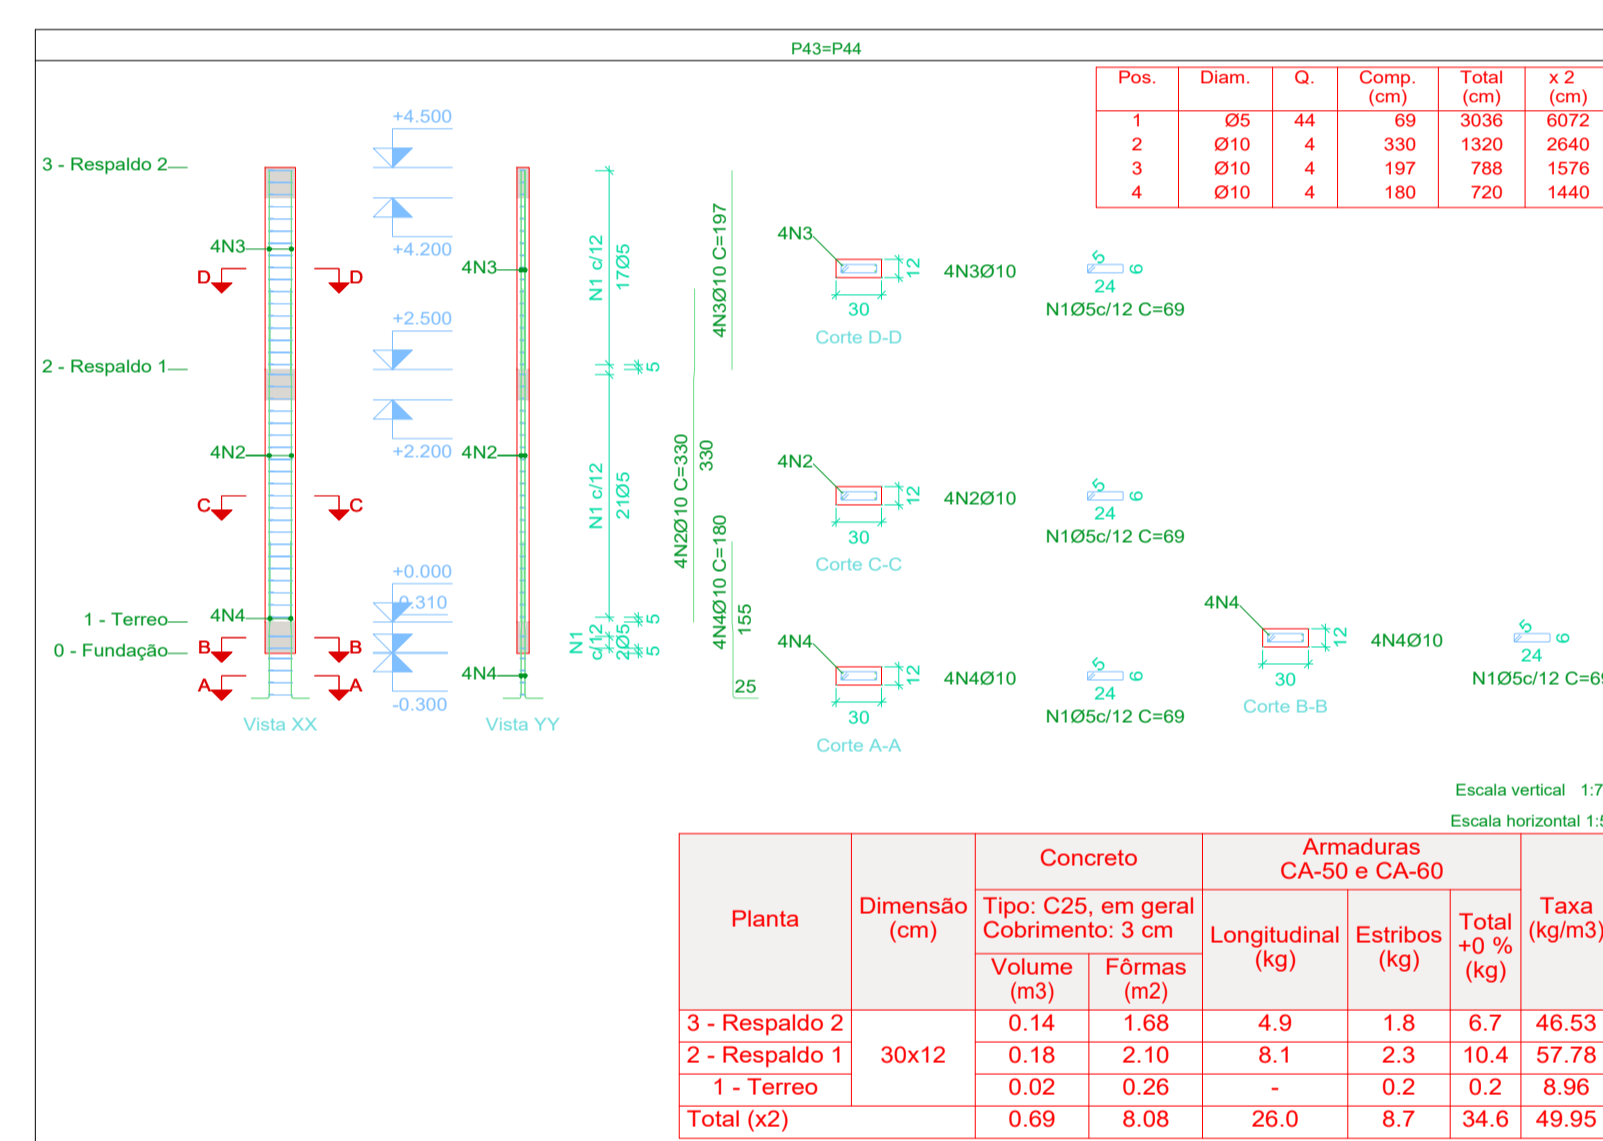 P43=P44
Pos. Diam. Q. Comp. (cm) Total (cm) x 2 (cm)
1 Ø5 44 69 3036 6072
2 Ø10 4 330 1320 2640
3 Ø10 4 197 788 1576
4 Ø10 4 180 720 1440
+4.500
3 - Respaldo 2
+4.200
4N3
4N3
D D
+2.500
2 - Respaldo 1
+2.200
4N2
4N2
C C
+0.000
1 - Terreo
4N4
0 - Fundação
B B
A A
4N4
-0.300
Vista XX
Vista YY
N1 c/12
17Ø5
5
N1 c/12
21Ø5
5
N1
c/12
2Ø5
5
4N3Ø10 C=197
4N2Ø10 C=330
330
4N4Ø10 C=180
155
25
4N3
12
30
4N3Ø10
Corte D-D
5
6
24
N1Ø5c/12 C=69
4N2
12
30
4N2Ø10
Corte C-C
5
6
24
N1Ø5c/12 C=69
4N4
12
30
4N4Ø10
Corte A-A
5
6
24
N1Ø5c/12 C=69
4N4
12
30
4N4Ø10
Corte B-B
5
6
24
N1Ø5c/12 C=6
Escala vertical 1:7
Escala horizontal 1:
Planta
Dimensão
(cm)
Concreto
Tipo: C25, em geral
Cobrimento: 3 cm
Volume
(m3)
Fôrmas
(m2)
Armaduras
CA-50 e CA-60
Longitudinal
(kg)
Estribos
(kg)
Total
+0 %
(kg)
Taxa
(kg/m3)
3 - Respaldo 2 0.14 1.68 4.9 1.8 6.7 46.53
2 - Respaldo 1 30x12 0.18 2.10 8.1 2.3 10.4 57.78
1 - Terreo 0.02 0.26 - 0.2 0.2 8.96
Total (x2) 0.69 8.08 26.0 8.7 34.6 49.95